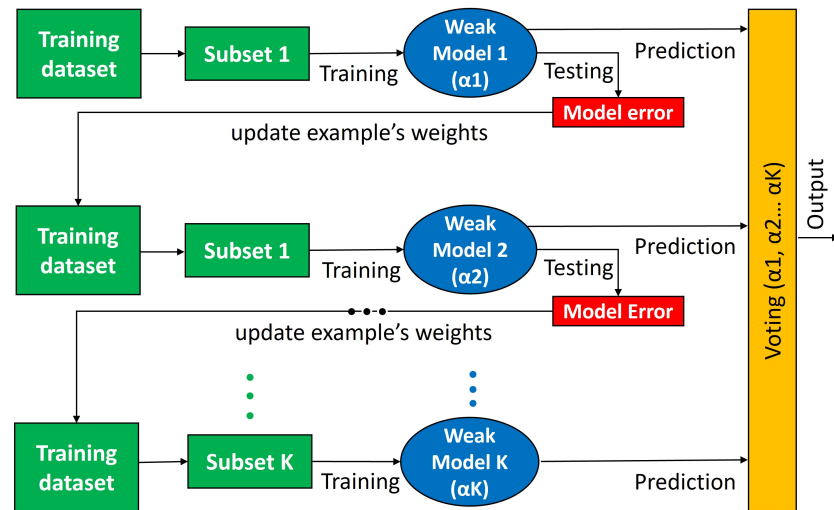 Training
dataset
Subset 1
Training
Weak
Model 1
(α1)
Testing
Prediction
Model error
update example's weights
Training
dataset
Subset 1
Training
Weak
Model 2
(α2)
Testing
Prediction
Model Error
update example's weights
Training
dataset
Subset K
Training
Weak
Model K
(αK)
Prediction
Voting (α1, α2... αK)
Output